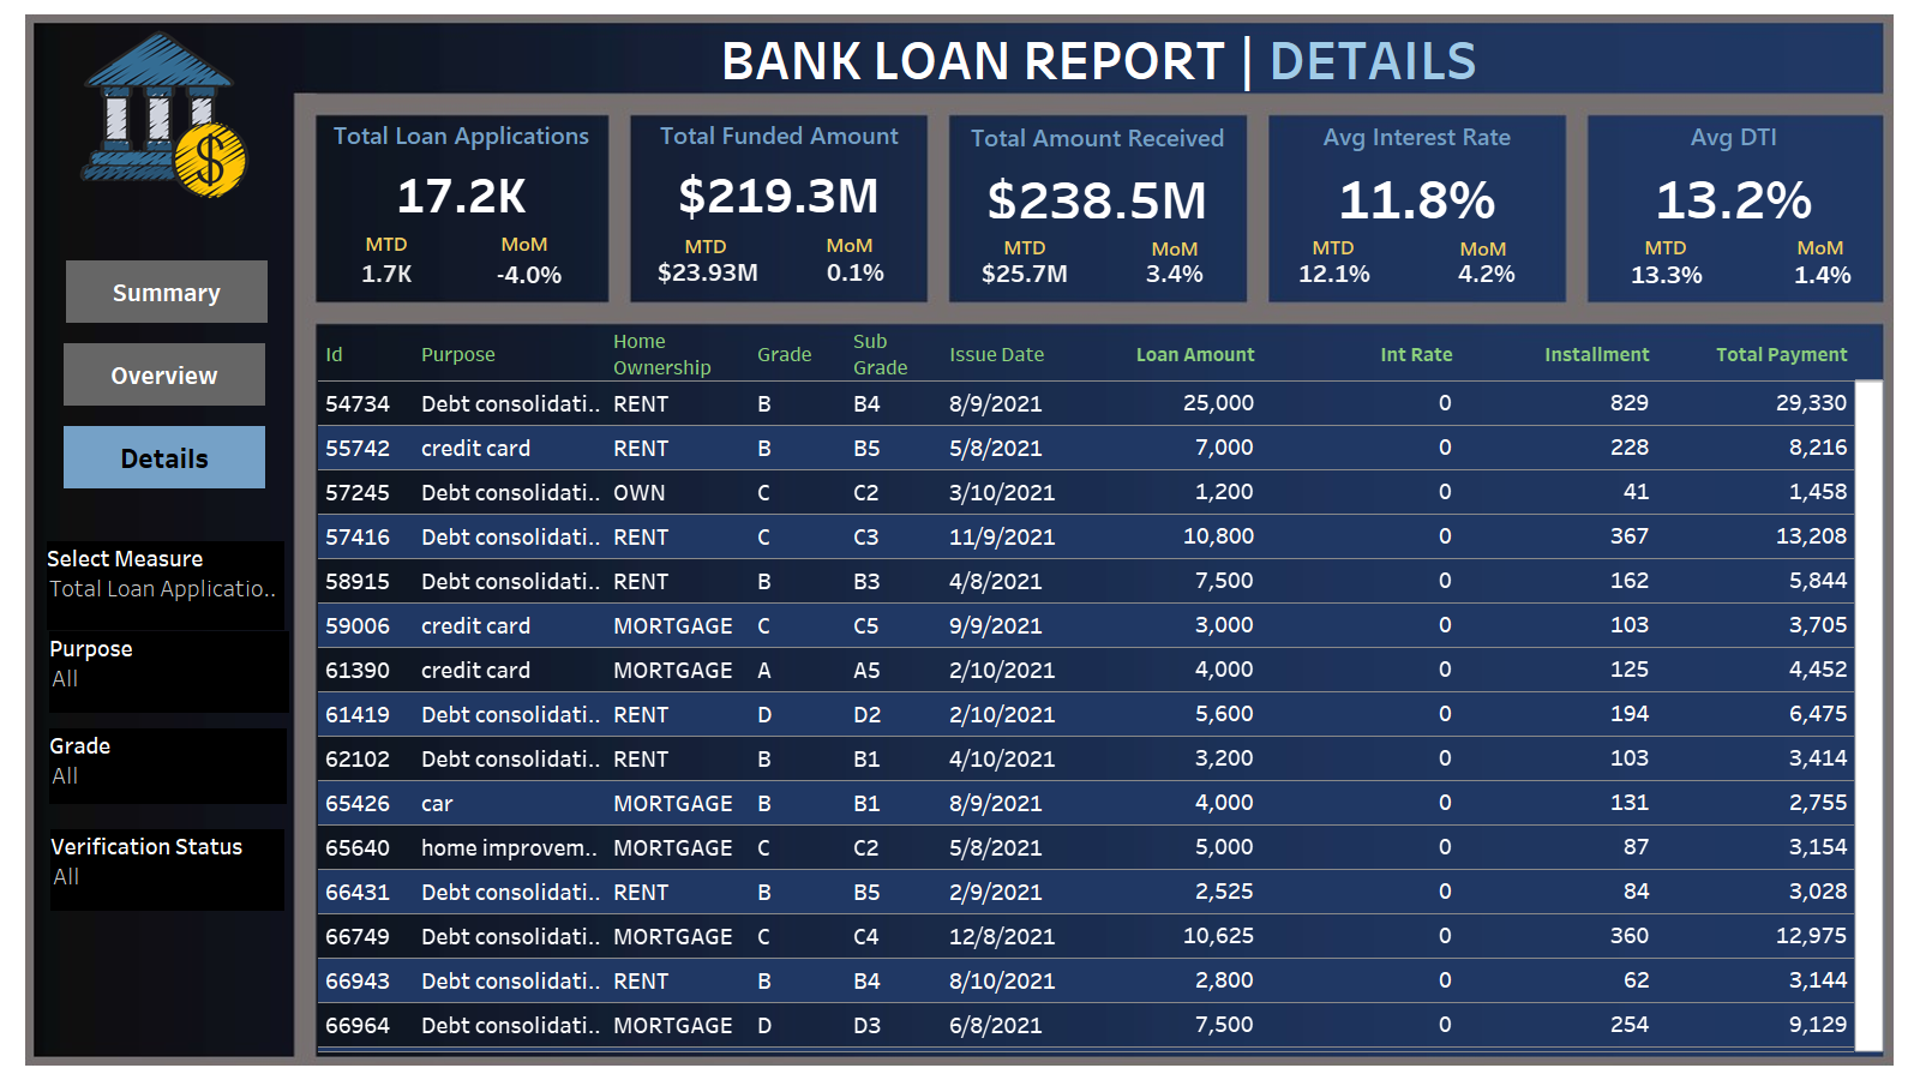 BANK LOAN REPORT | DETAILS
$
Summary
Overview
Details
Select Measure
Total Loan Applicatio..
Purpose
All
Grade
All
Verification Status
All
Total Loan Applications
17.2K
MTD MoM
1.7K -4.0%
Total Funded Amount
$219.3M
MTD MoM
$23.93M 0.1%
Total Amount Received
$238.5M
MTD MoM
$25.7M 3.4%
Avg Interest Rate
11.8%
MTD MoM
12.1% 4.2%
Avg DTI
13.2%
MTD MoM
13.3% 1.4%
Id Purpose Home Ownership Grade Sub Grade Issue Date Loan Amount Int Rate Installment Total Payment
54734 Debt consolidati.. RENT B B4 8/9/2021 25,000 0 829 29,330
55742 credit card RENT B B5 5/8/2021 7,000 0 228 8,216
57245 Debt consolidati.. OWN C C2 3/10/2021 1,200 0 41 1,458
57416 Debt consolidati.. RENT C C3 11/9/2021 10,800 0 367 13,208
58915 Debt consolidati.. RENT B B3 4/8/2021 7,500 0 162 5,844
59006 credit card MORTGAGE C C5 9/9/2021 3,000 0 103 3,705
61390 credit card MORTGAGE A A5 2/10/2021 4,000 0 125 4,452
61419 Debt consolidati.. RENT D D2 2/10/2021 5,600 0 194 6,475
62102 Debt consolidati.. RENT B B1 4/10/2021 3,200 0 103 3,414
65426 car MORTGAGE B B1 8/9/2021 4,000 0 131 2,755
65640 home improvem.. MORTGAGE C C2 5/8/2021 5,000 0 87 3,154
66431 Debt consolidati.. RENT B B5 2/9/2021 2,525 0 84 3,028
66749 Debt consolidati.. MORTGAGE C C4 12/8/2021 10,625 0 360 12,975
66943 Debt consolidati.. RENT B B4 8/10/2021 2,800 0 62 3,144
66964 Debt consolidati.. MORTGAGE D D3 6/8/2021 7,500 0 254 9,129